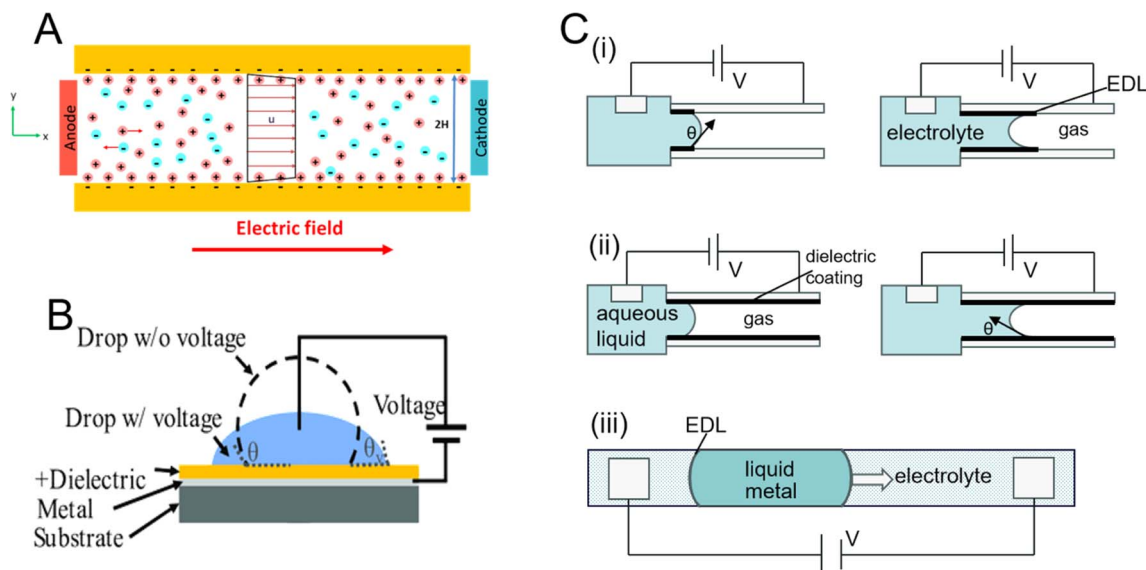 A
y
x
Anode
u
2H
Cathode
Electric field
B
Drop w/o voltage
Drop w/ voltage
Voltage
θ
θv
+Dielectric
Metal
Substrate
C
(i)
V
θ
V
EDL
electrolyte
gas
(ii)
V
dielectric
coating
aqueous
liquid
gas
V
θ
(iii)
EDL
liquid
metal
electrolyte
V